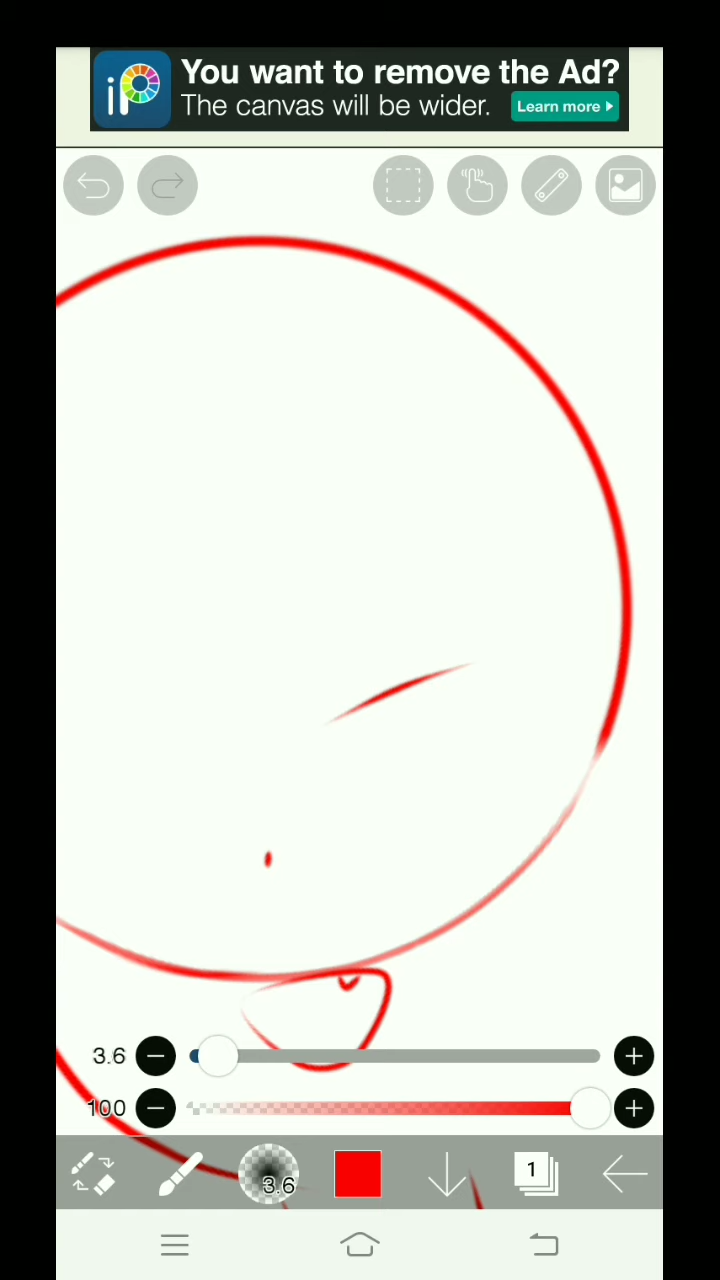 iP
You want to remove the Ad?
The canvas will be wider.
Learn more
3.6
100
3.6
1